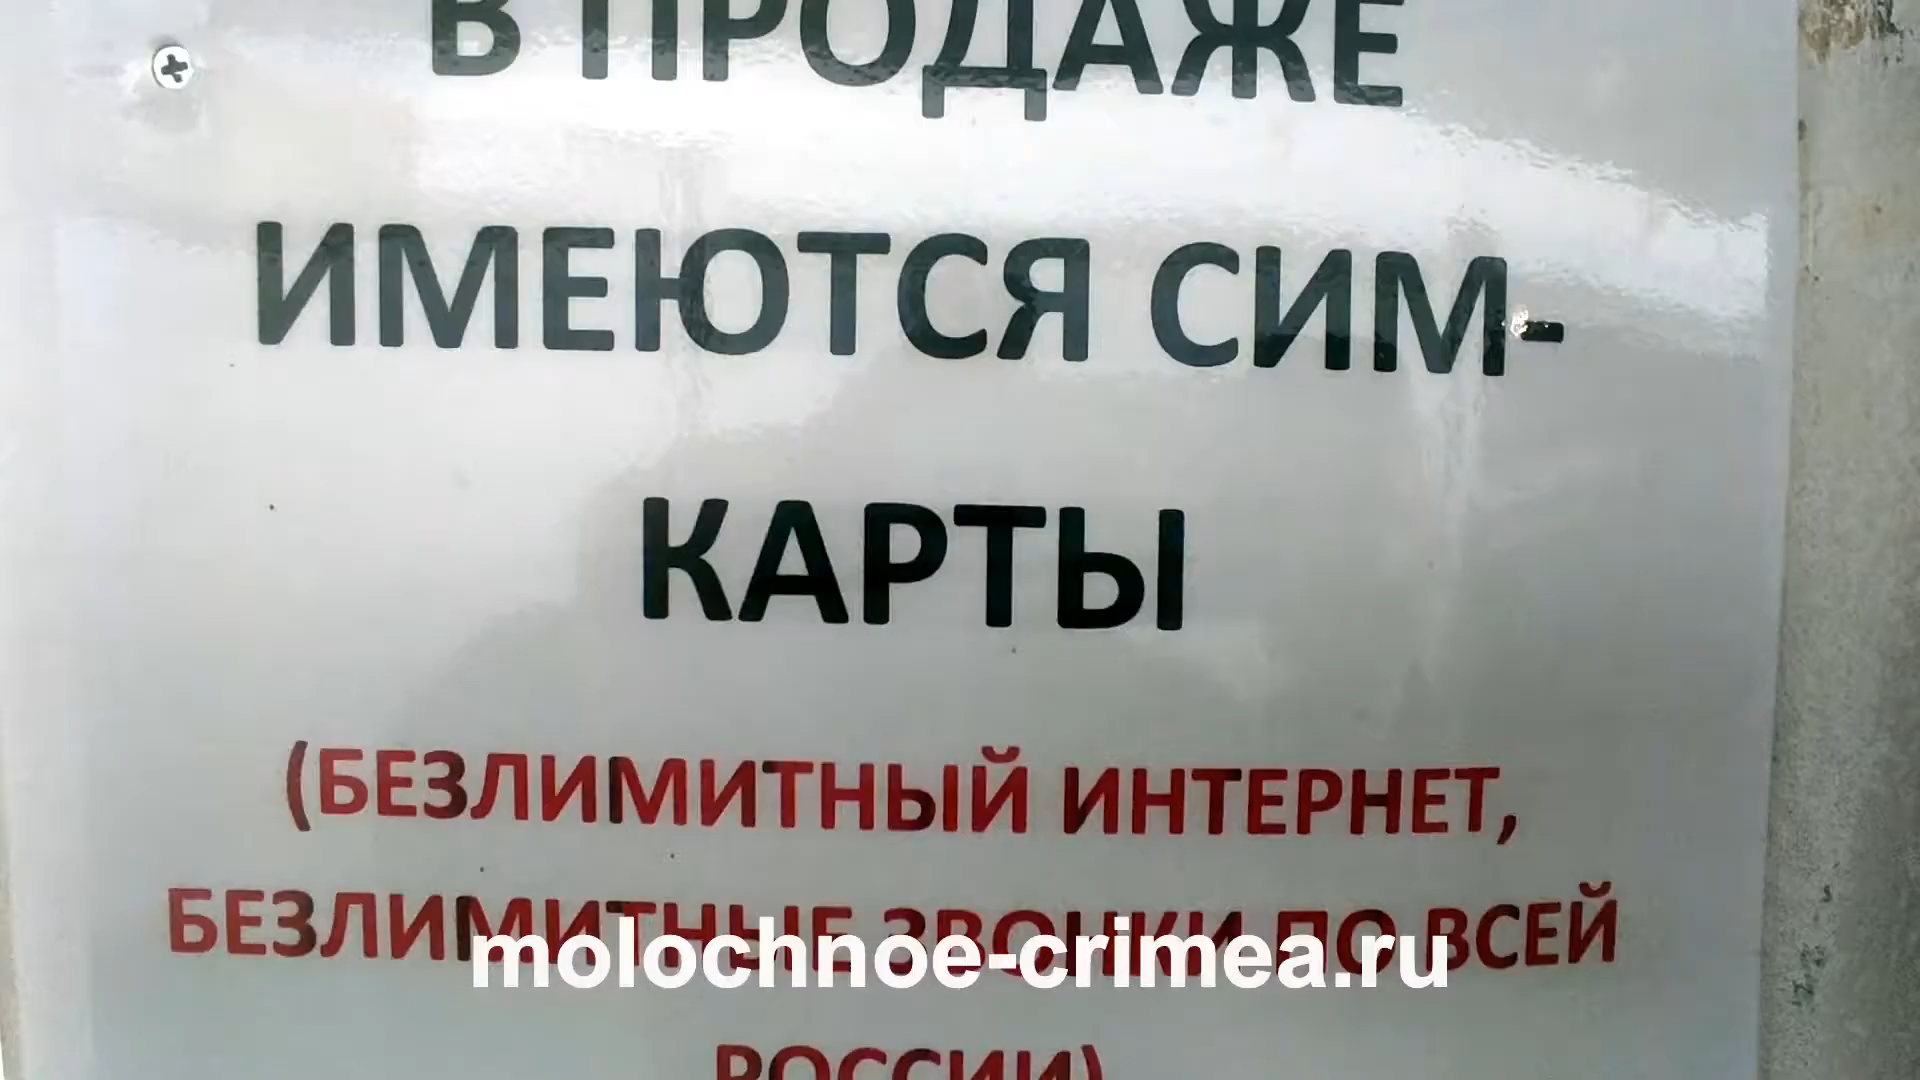 В ПРОДАЖЕ
ИМЕЮТСЯ СИМ-
КАРТЫ
(БЕЗЛИМИТНЫЙ ИНТЕРНЕТ,
БЕЗЛИМИТНЫЕ ЗВОНКИ ПО ВСЕЙ
molochnoe-crimea.ru
РОССИИ)